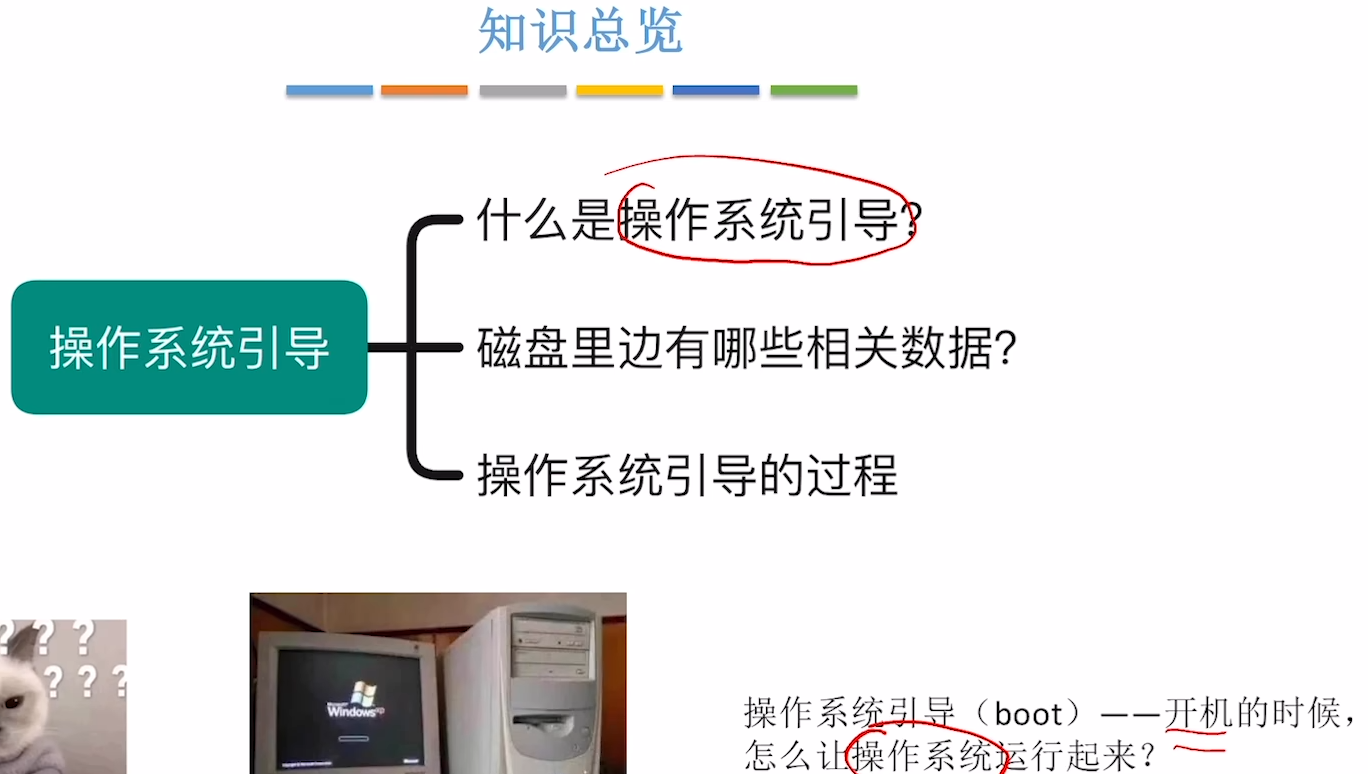 知识总览
什么是操作系统引导？
操作系统引导
磁盘里边有哪些相关数据？
操作系统引导的过程
? ? ?
? ? ?
Windows xp
操作系统引导（boot）——开机的时候，
怎么让操作系统运行起来？